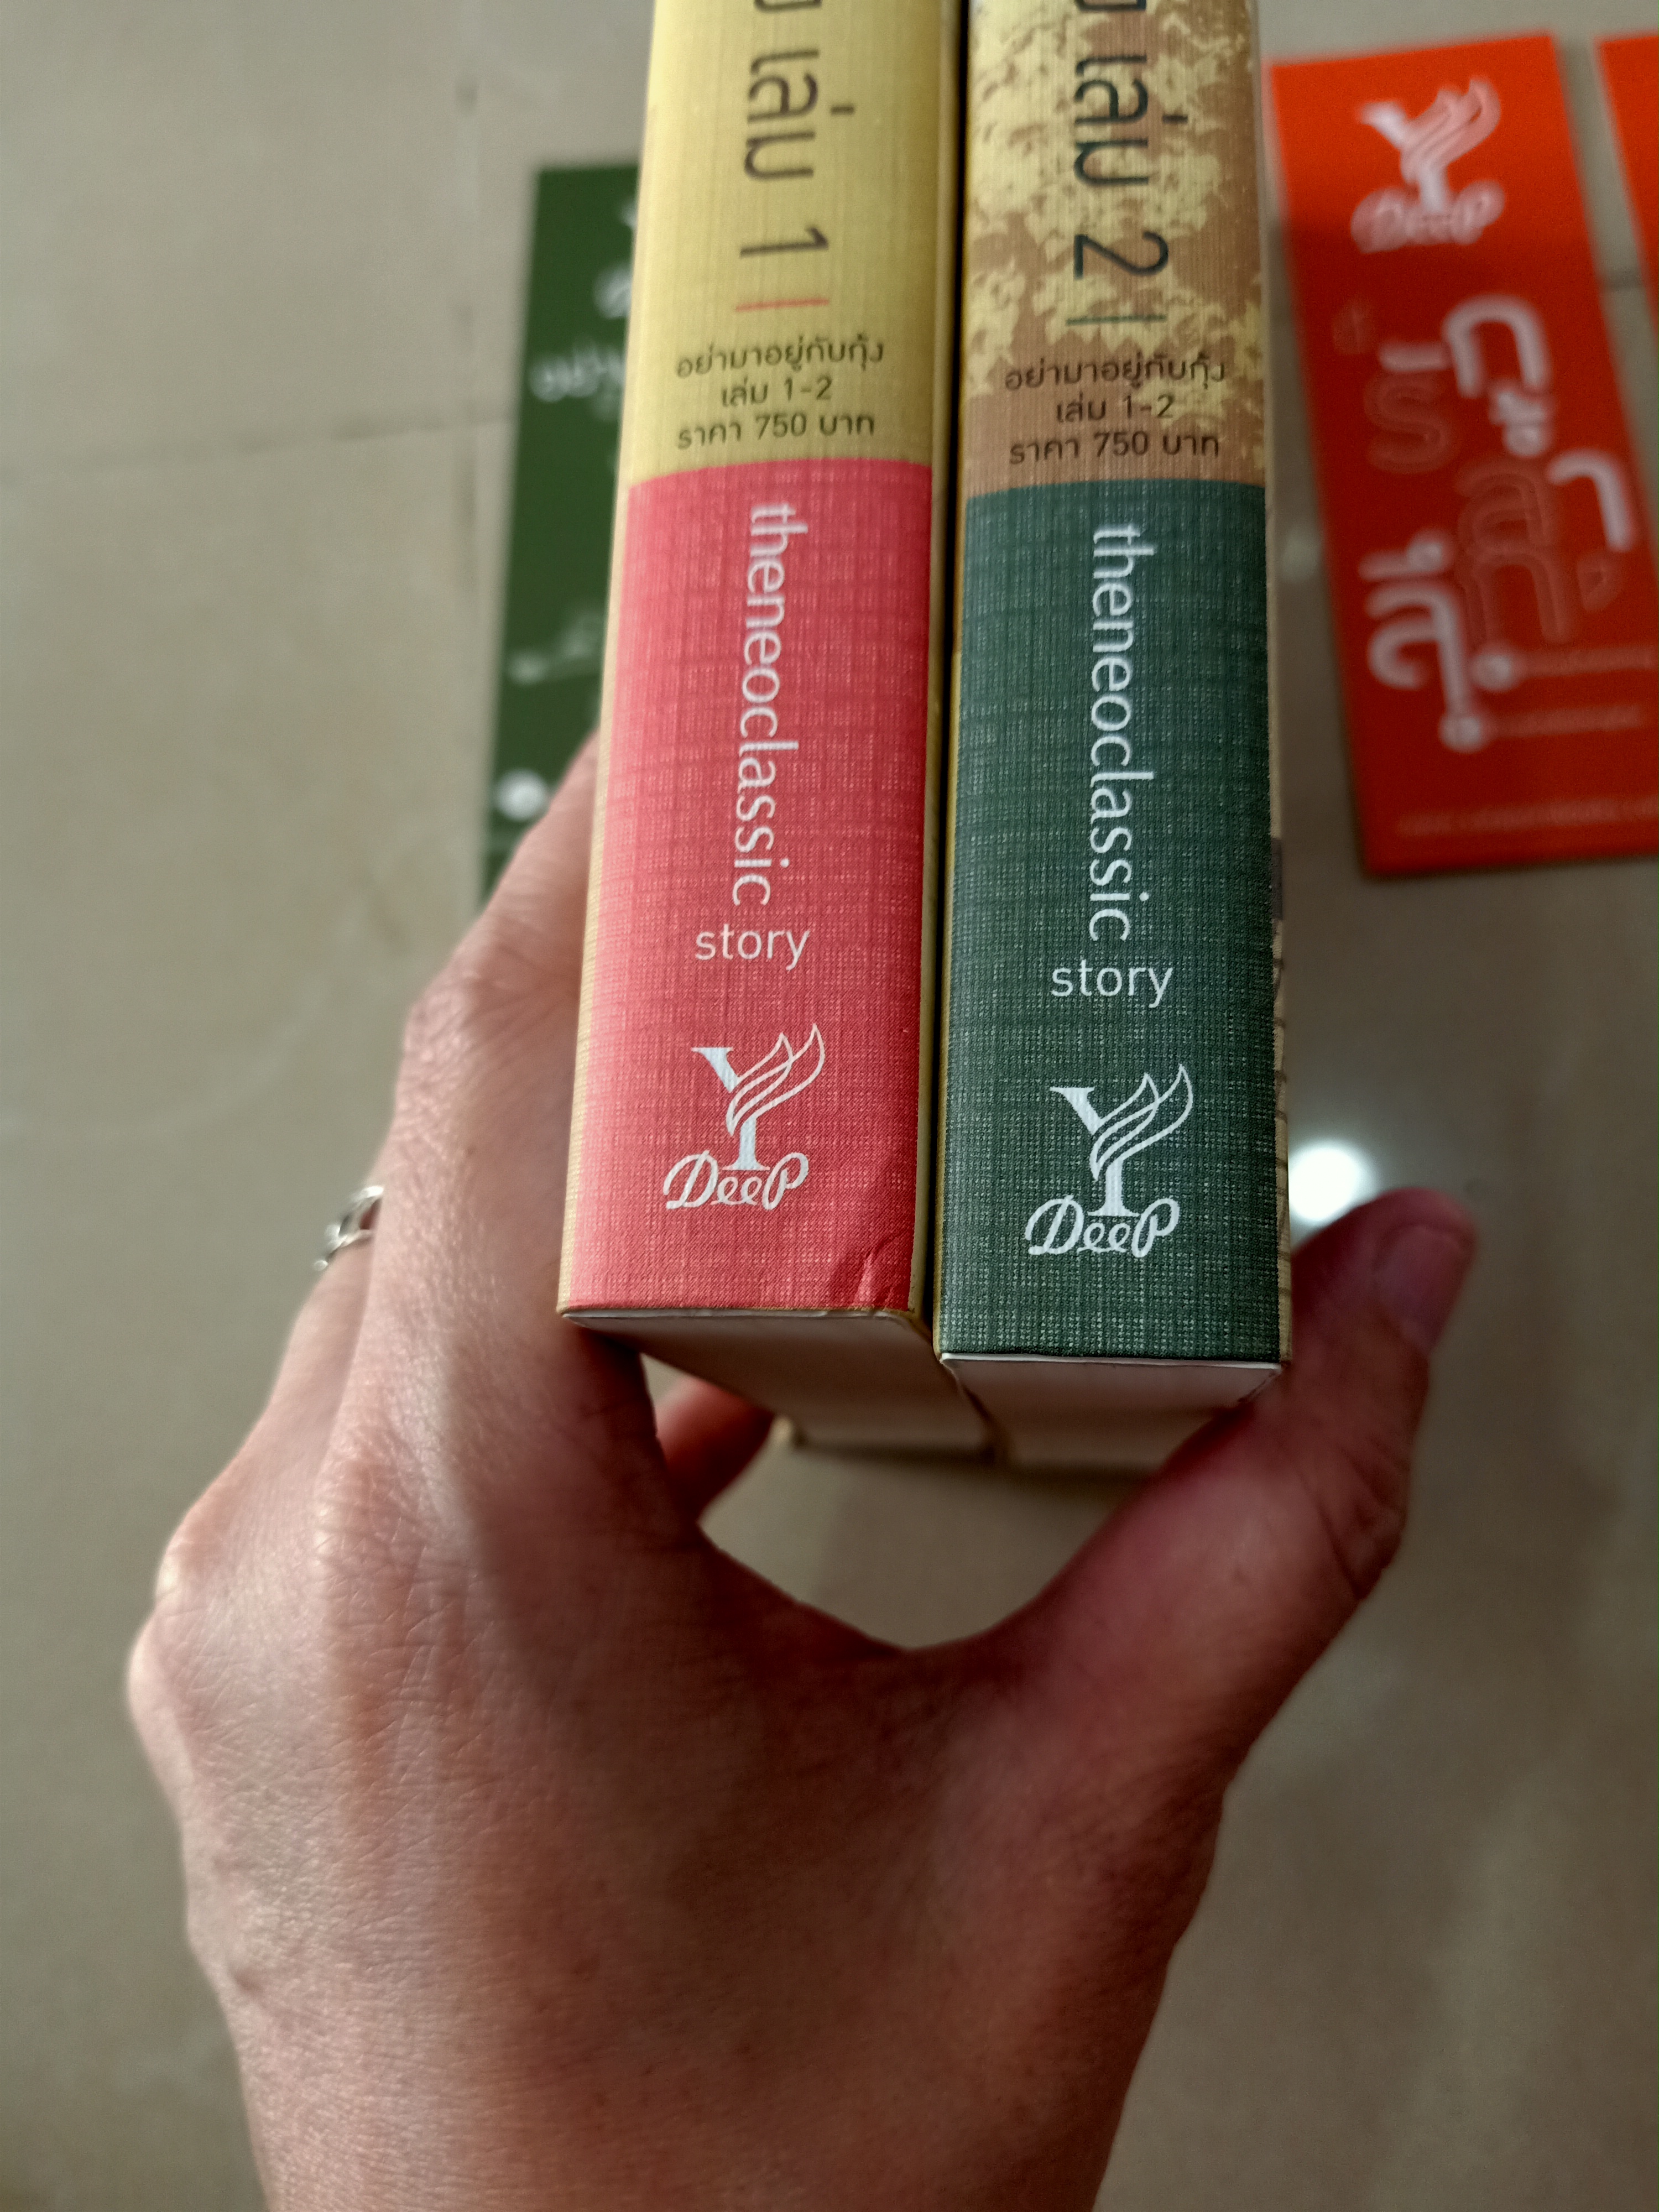 เล่ม 1
อย่ามาอยู่กับกุ้ง
เล่ม 1-2
ราคา 750 บาท
theneoclassic
story
Y
DeeP
เล่ม 2
อย่ามาอยู่กับกุ้ง
เล่ม 1-2
ราคา 750 บาท
theneoclassic
story
Y
DeeP
Y
DeeP